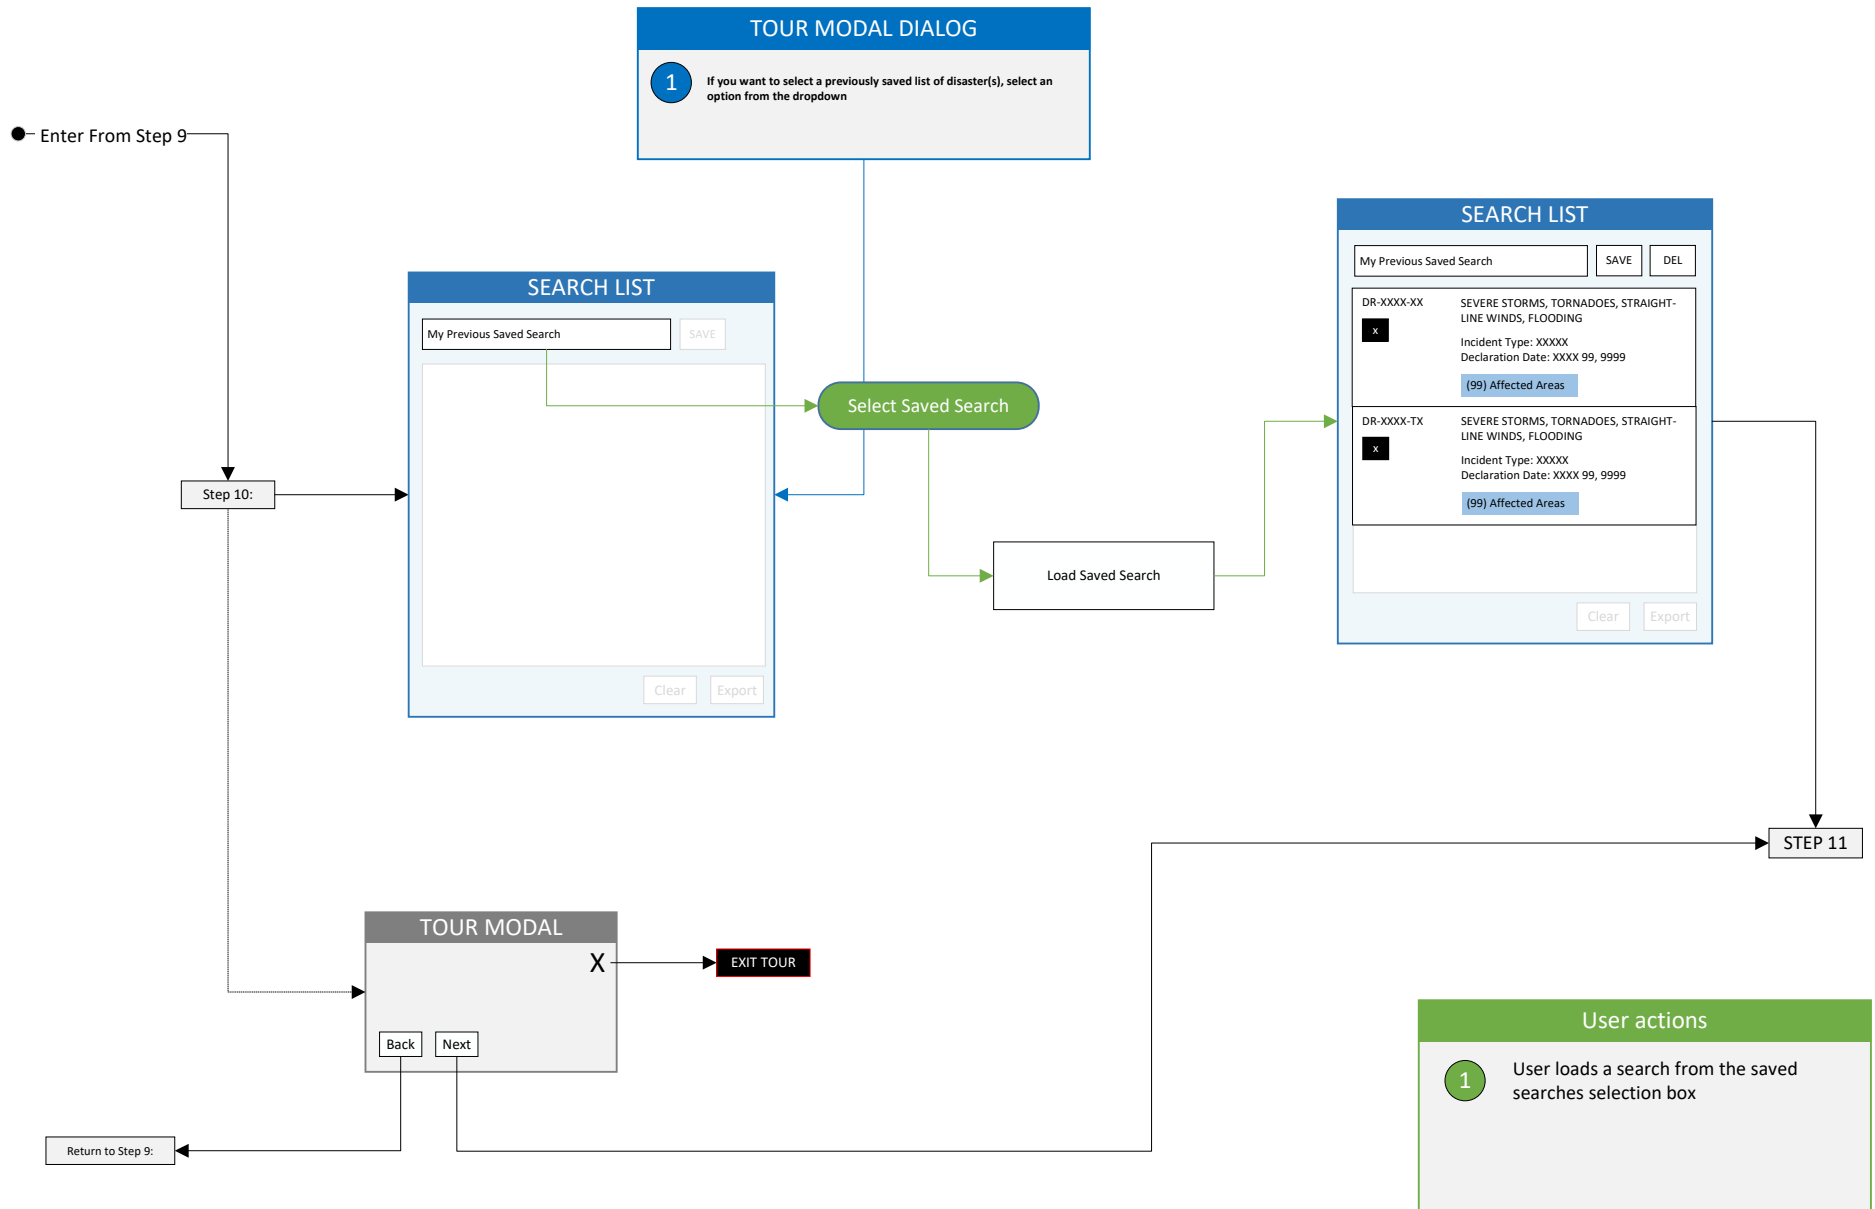 TOUR MODAL DIALOG
1
If you want to select a previously saved list of disaster(s), select an
option from the dropdown
Enter From Step 9
SEARCH LIST
My Previous Saved Search
SAVE
Clear
Export
Select Saved Search
Step 10:
Load Saved Search
SEARCH LIST
My Previous Saved Search
SAVE
DEL
DR-XXXX-XX
x
SEVERE STORMS, TORNADOES, STRAIGHT-
LINE WINDS, FLOODING
Incident Type: XXXXX
Declaration Date: XXXX 99, 9999
(99) Affected Areas
DR-XXXX-TX
x
SEVERE STORMS, TORNADOES, STRAIGHT-
LINE WINDS, FLOODING
Incident Type: XXXXX
Declaration Date: XXXX 99, 9999
(99) Affected Areas
Clear
Export
STEP 11
TOUR MODAL
X
EXIT TOUR
Back
Next
Return to Step 9:
User actions
1
User loads a search from the saved
searches selection box